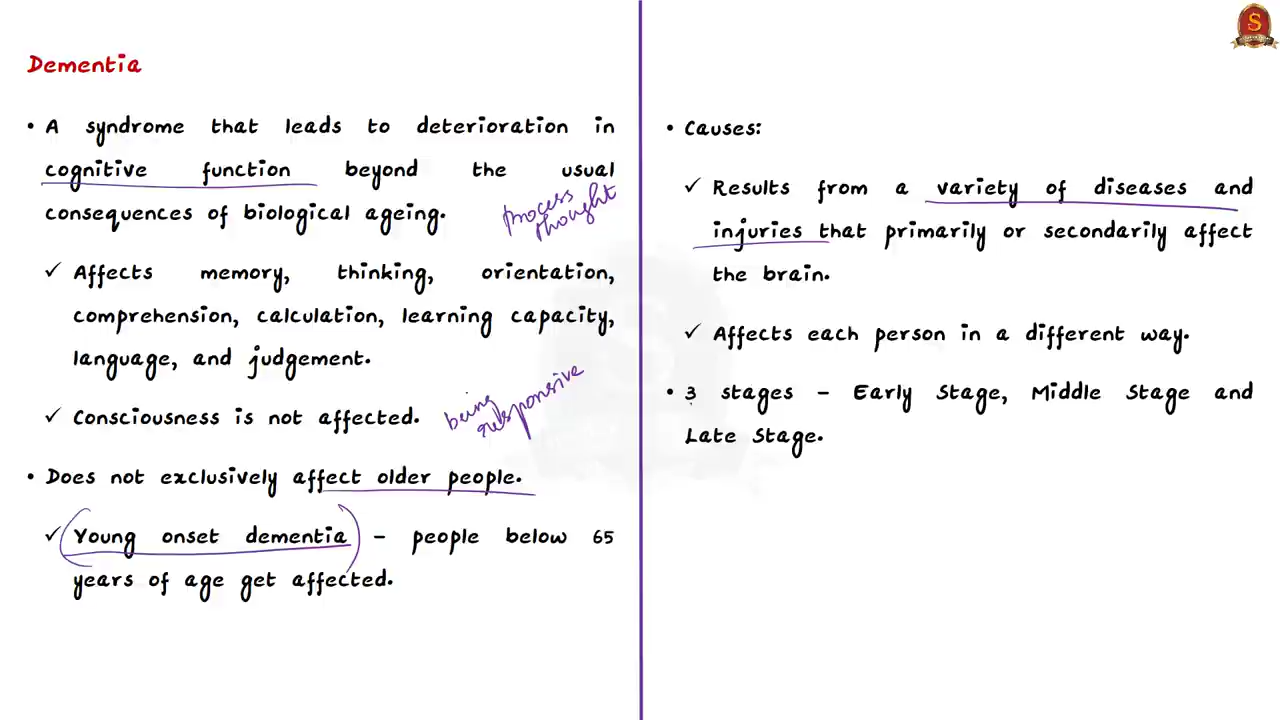 Dementia
• A syndrome that leads to deterioration in
cognitive function beyond the usual
consequences of biological ageing.
process
thought
✓ Affects memory, thinking, orientation,
comprehension, calculation, learning capacity,
language, and judgement.
✓ Consciousness is not affected.
being
responsive
• Does not exclusively affect older people.
✓ Young onset dementia – people below 65
years of age get affected.
• Causes:
✓ Results from a variety of diseases and
injuries that primarily or secondarily affect
the brain.
✓ Affects each person in a different way.
• 3 stages – Early Stage, Middle Stage and
Late Stage.
S